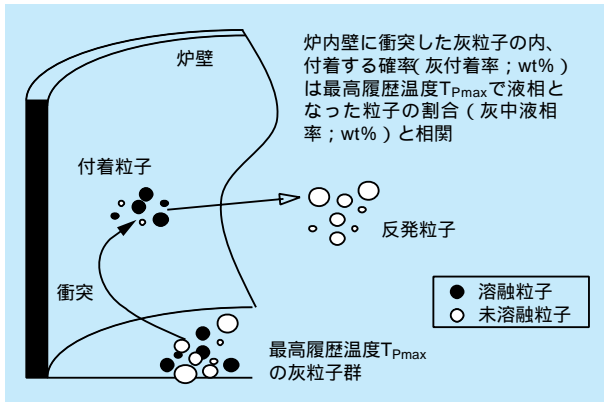 炉壁
炉内壁に衝突した灰粒子の内、
付着する確率(灰付着率；wt%)
は最高履歴温度TPmaxで液相と
なった粒子の割合(灰中液相
率；wt%)と相関
付着粒子
反発粒子
衝突
溶融粒子
未溶融粒子
最高履歴温度TPmax
の灰粒子群